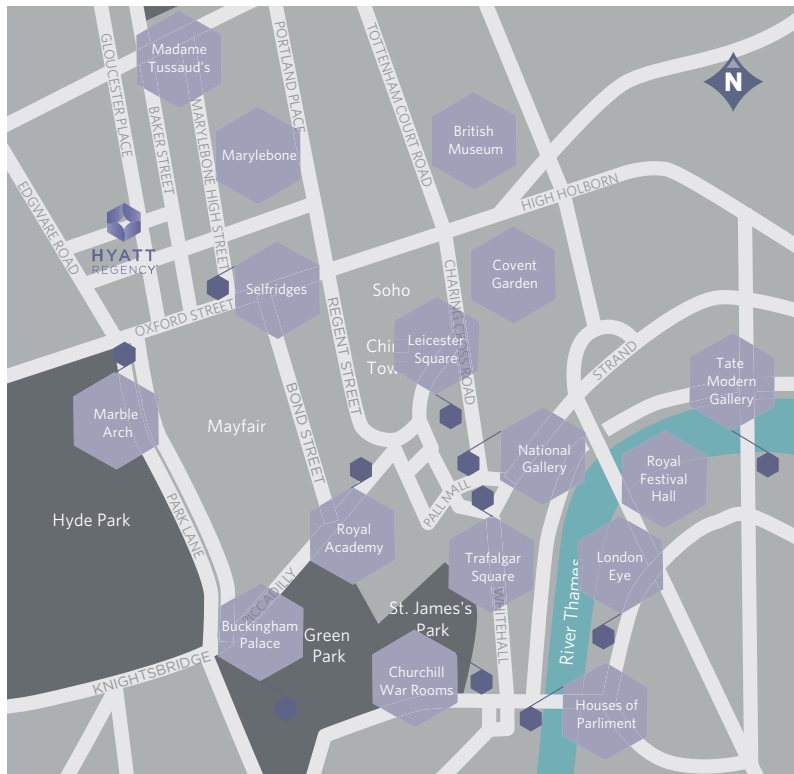 Madame
Tussaud's
GLOUCESTER PLACE
BAKER STREET
MARYLEBONE HIGH STREET
PORTLAND PLACE
TOTTENHAM COURT ROAD
N
Marylebone
British
Museum
EDGWARE ROAD
HIGH HOLBORN
HYATT
REGENCY
Selfridges
Soho
Covent
Garden
OXFORD STREET
REGENT STREET
CHARING CROSS ROAD
Leicester
Square
STRAND
Tate
Modern
Gallery
Marble
Arch
BOND STREET
Mayfair
National
Gallery
Royal
Festival
Hall
Hyde Park
PARK LANE
PALL MALL
Royal
Academy
Trafalgar
Square
London
Eye
PICCADILLY
WHITEHALL
River Thames
St. James's
Park
Buckingham
Palace
Green
Park
KNIGHTSBRIDGE
Churchill
War Rooms
Houses of
Parliment